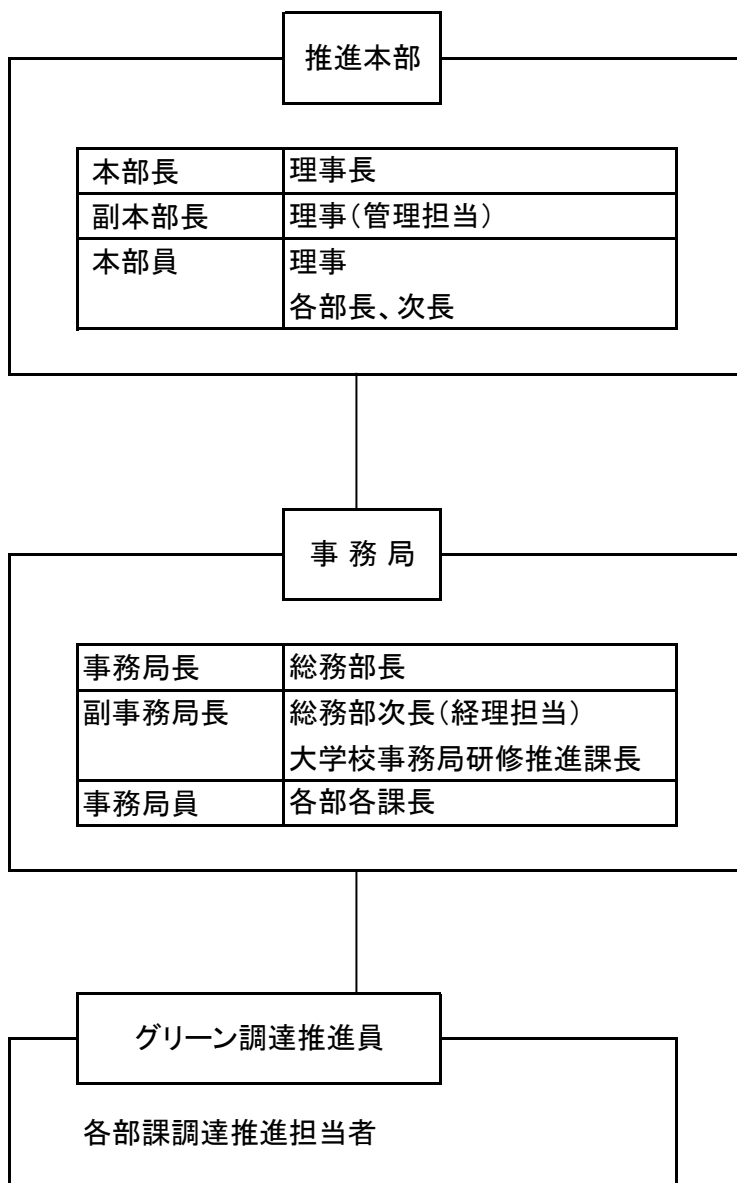 推進本部
本部長 理事長
副本部長 理事（管理担当）
本部員 理事
各部長、次長
事 務 局
事務局長 総務部長
副事務局長 総務部次長（経理担当）
大学校事務局研修推進課長
事務局員 各部各課長
グリーン調達推進員
各部課調達推進担当者